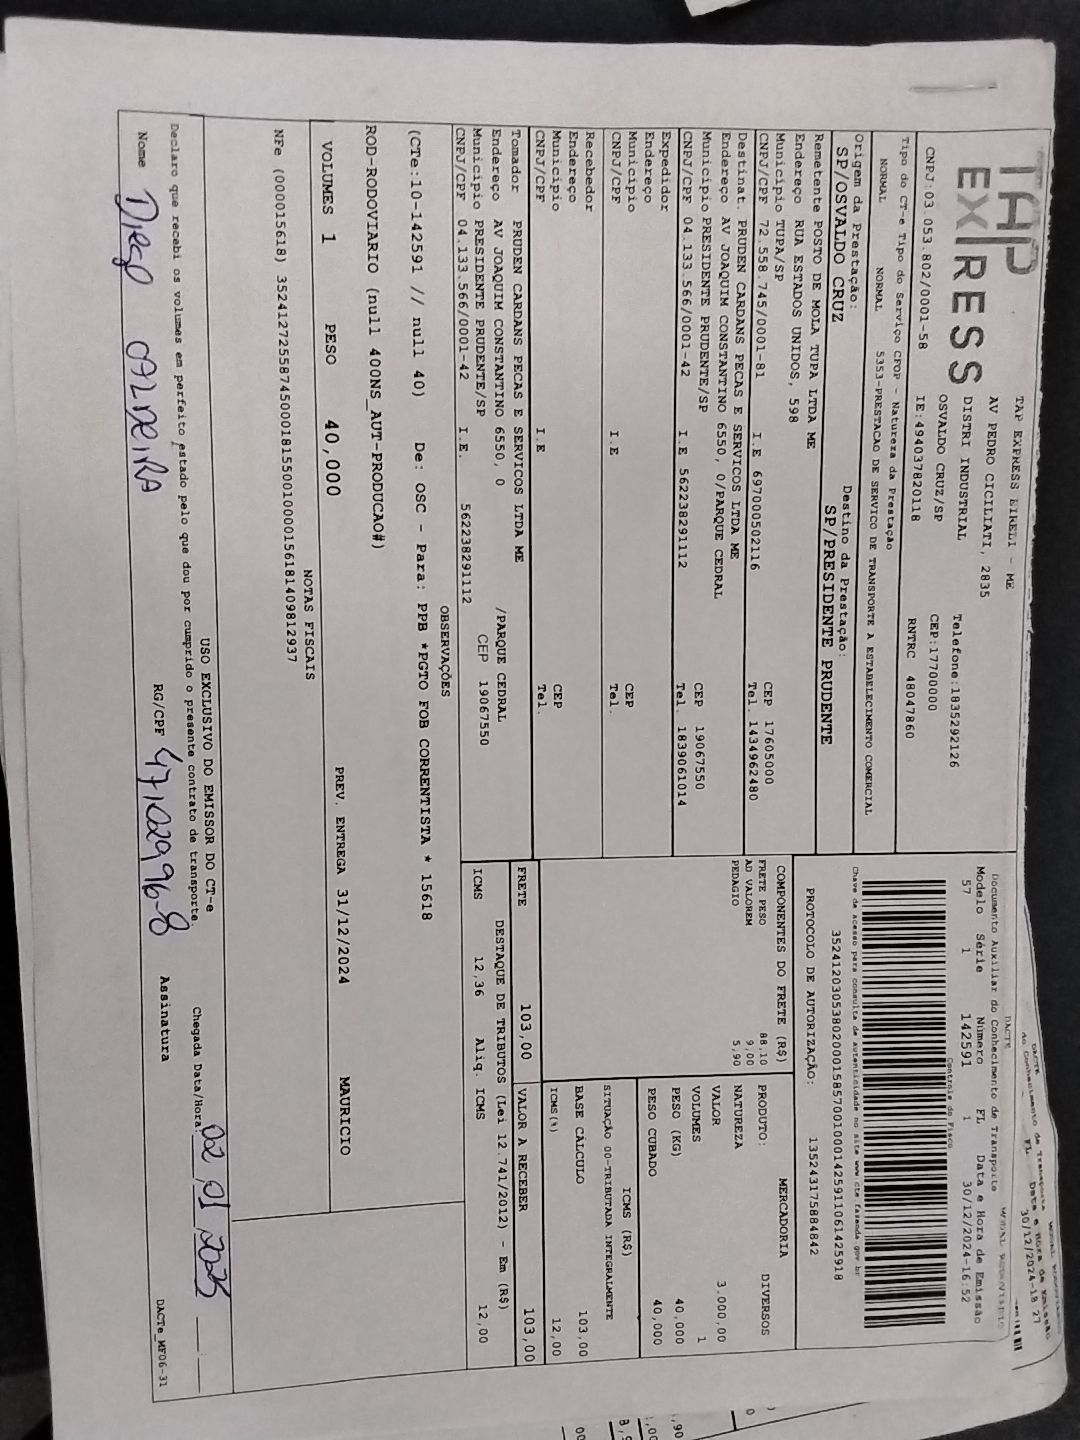 TAP
EXPRESS
TAP EXPRESS EIRELI - ME
AV PEDRO CICILIATI, 2835
DISTRI INDUSTRIAL Telefone:1835292126
OSVALDO CRUZ/SP CEP:17700000
CNPJ:03.053.802/0001-58 IE:494037820118 RNTRC 48047860
Tipo do CT-e Tipo do Serviço CFOP - Natureza da Prestação
NORMAL NORMAL 5353-PRESTACAO DE SERVICO DE TRANSPORTE A ESTABELECIMENTO COMERCIAL
Origem da Prestação: Destino da Prestação:
SP/OSVALDO CRUZ SP/PRESIDENTE PRUDENTE
Remetente POSTO DE MOLA TUPA LTDA ME
Endereço RUA ESTADOS UNIDOS, 598
Município TUPA/SP CEP 17605000
CNPJ/CPF 72.558.745/0001-81 I.E 697000502116 Tel. 1434962480
Destinat. PRUDEN CARDANS PECAS E SERVICOS LTDA ME
Endereço AV JOAQUIM CONSTANTINO 6550, 0/PARQUE CEDRAL
Município PRESIDENTE PRUDENTE/SP CEP 19067550
CNPJ/CPF 04.133.566/0001-42 I.E 562238291112 Tel. 1839061014
Expedidor
Endereço
Município CEP
CNPJ/CPF I.E Tel.
Recebedor
Endereço
Município CEP
CNPJ/CPF I.E Tel.
Tomador PRUDEN CARDANS PECAS E SERVICOS LTDA ME
Endereço AV JOAQUIM CONSTANTINO 6550, 0 /PARQUE CEDRAL
Município PRESIDENTE PRUDENTE/SP CEP 19067550
CNPJ/CPF 04.133.566/0001-42 I.E. 562238291112
DACTE
Documento Auxiliar do Conhecimento de Transporte
Modelo Série Número FL Data e Hora de Emissão
57 1 142591 1 30/12/2024-16:52
Controle do Fisco
Chave de acesso para consulta de autenticidade no site www.cte.fazenda.gov.br
35241203053802000158570010001425911061425918
PROTOCOLO DE AUTORIZAÇÃO: 135243175884842
COMPONENTES DO FRETE (R$)
FRETE PESO 88,10
AD VALOREM 9,00
PEDAGIO 5,90
MERCADORIA
PRODUTO: DIVERSOS
NATUREZA
VALOR 3.000,00
VOLUMES 1
PESO (KG) 40,000
PESO CUBADO 40,000
ICMS (R$)
SITUAÇÃO 00-TRIBUTADA INTEGRALMENTE
BASE CÁLCULO 103,00
ICMS(%) 12,00
FRETE 103,00 VALOR A RECEBER 103,00
DESTAQUE DE TRIBUTOS (Lei 12.741/2012) - Em (R$)
ICMS 12,36 Aliq. ICMS 12,00
OBSERVAÇÕES
(CTe:10-142591 // null 40) De: OSC - Para: PPB *PGTO FOB CORRENTISTA * 15618
ROD-RODOVIARIO (null 400NS_AUT-PRODUCAO#)
VOLUMES 1 PESO 40,000 PREV. ENTREGA 31/12/2024 MAURICIO
NOTAS FISCAIS
NFe (000015618) 35241272558745000181550010000156181409812937
USO EXCLUSIVO DO EMISSOR DO CT-e
Declaro que recebi os volumes em perfeito estado pelo que dou por cumprido o presente contrato de transporte. Chegada Data/Hora: 02 01 2025
Nome Diego CALDEIRA RG/CPF 47102996-8 Assinatura
DACTe_MF06-31